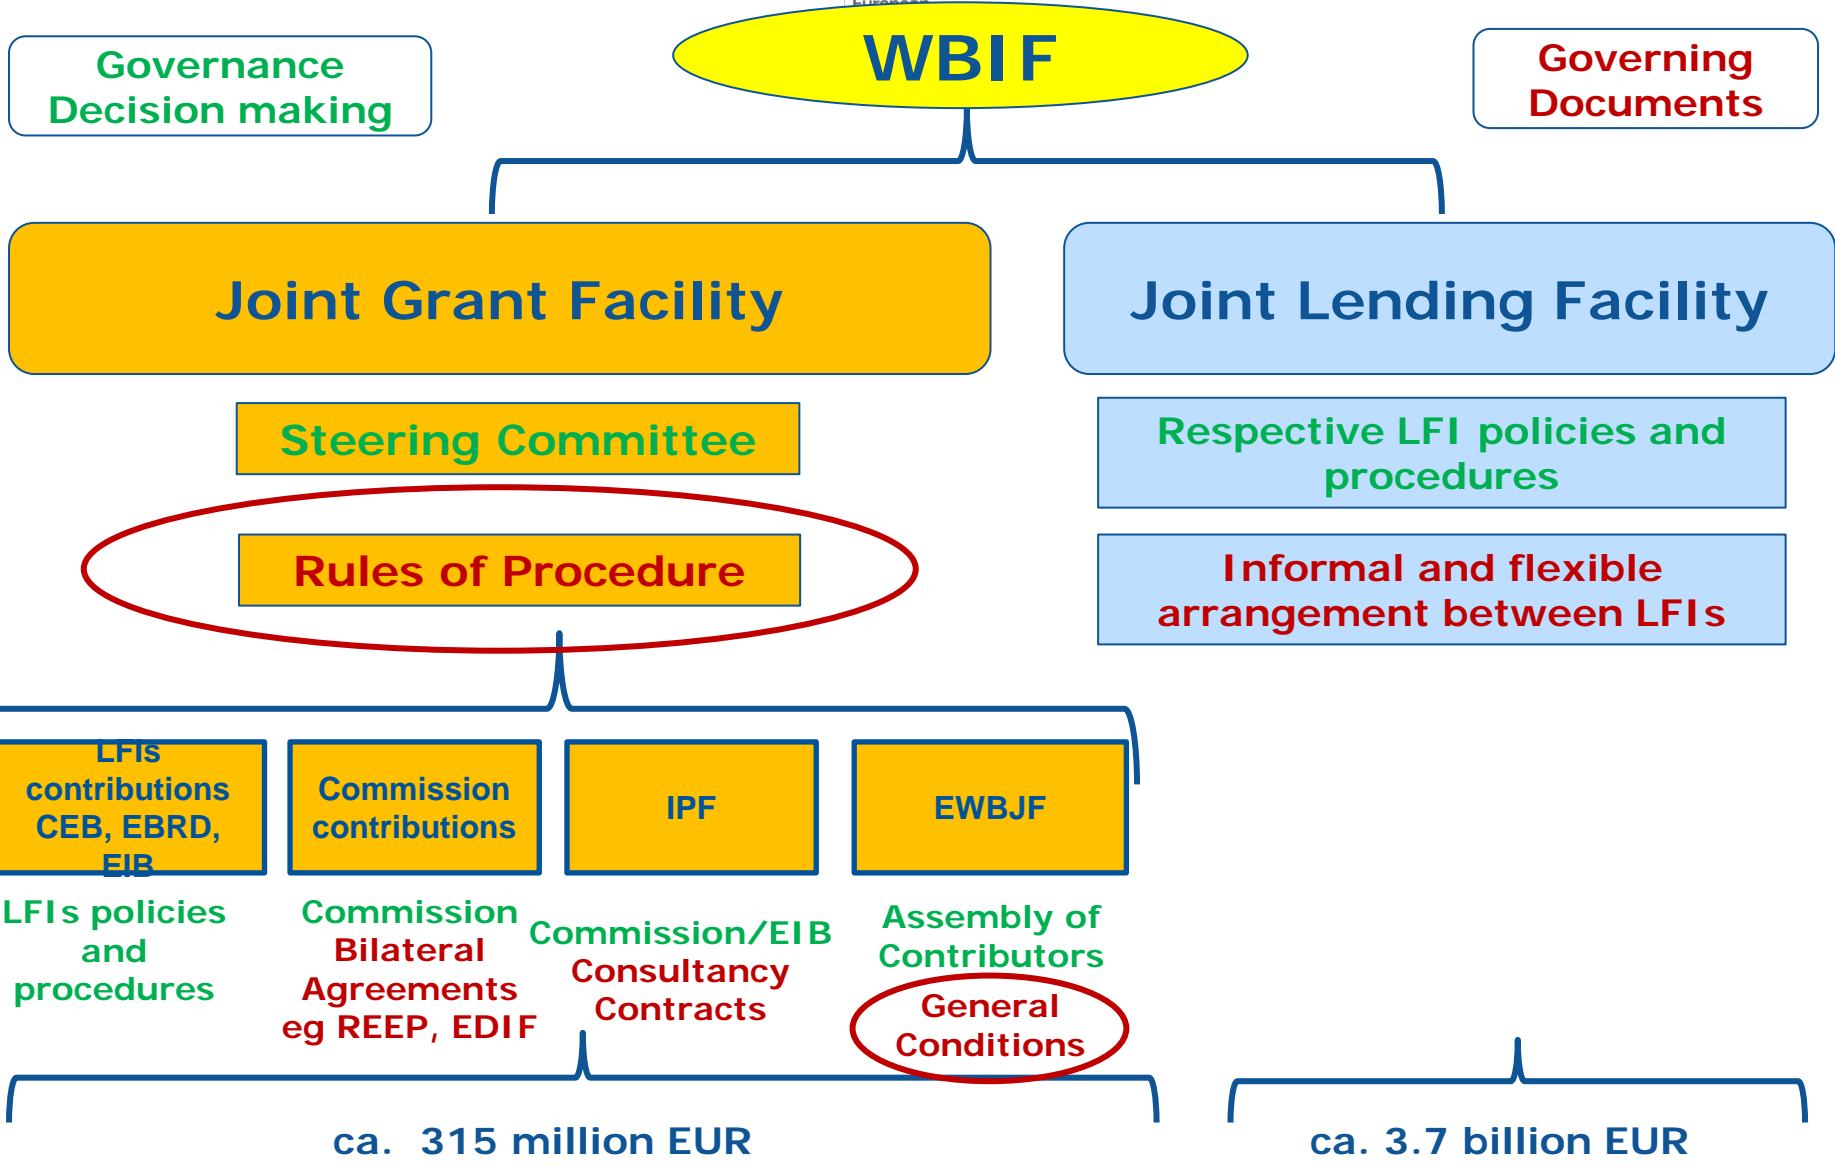 European
WBIF
Governance
Decision making
Governing
Documents
Joint Grant Facility
Joint Lending Facility
Steering Committee
Respective LFI policies and
procedures
Rules of Procedure
Informal and flexible
arrangement between LFIs
LFIs
contributions
CEB, EBRD,
EIB
Commission
contributions
IPF
EWBJF
LFIs policies
and
procedures
Commission
Bilateral
Agreements
eg REEP, EDIF
Commission/EIB
Consultancy
Contracts
Assembly of
Contributors
General
Conditions
ca. 315 million EUR
ca. 3.7 billion EUR